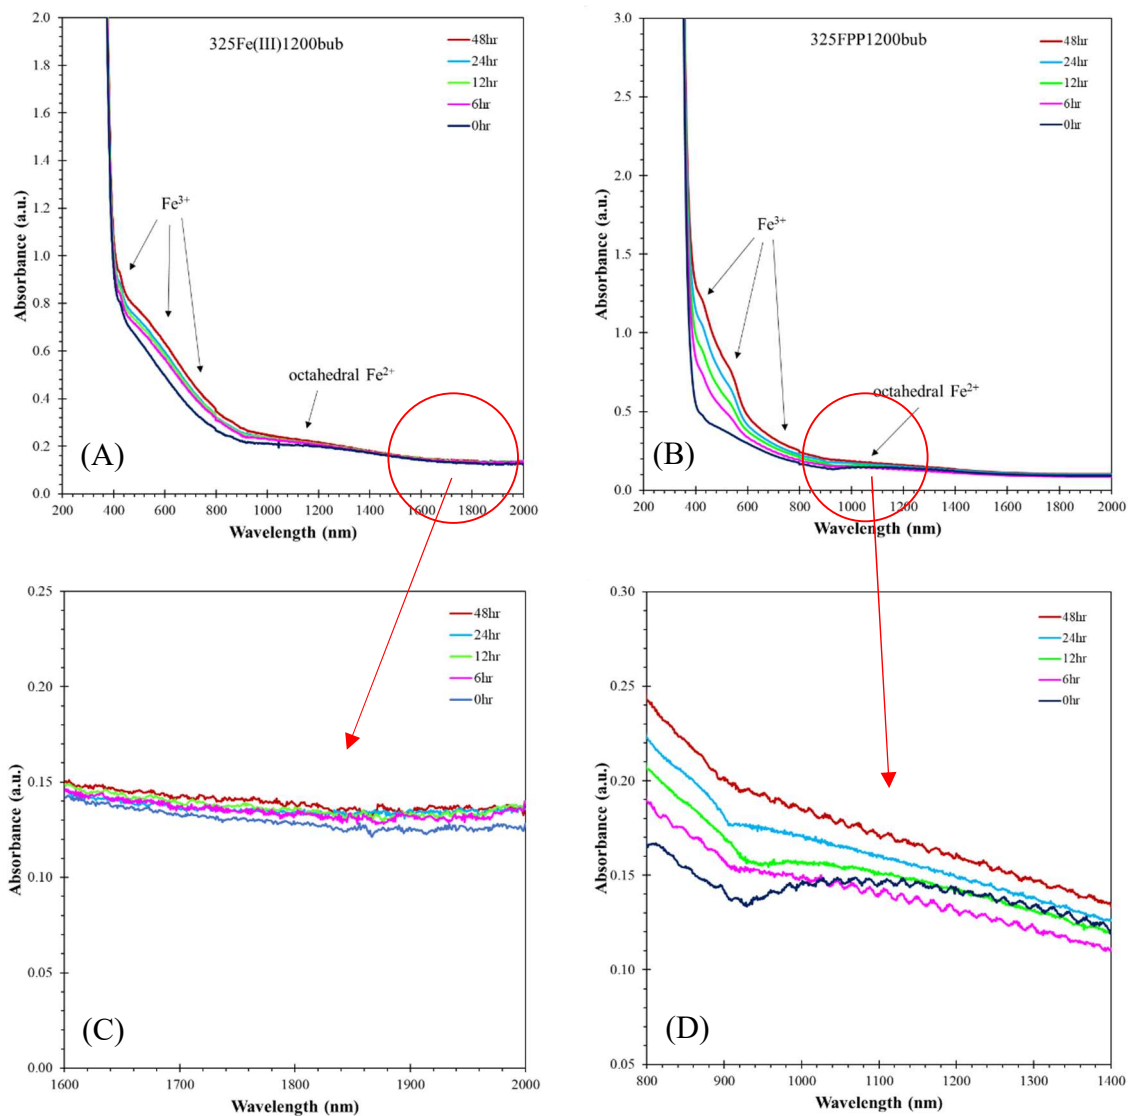 325Fe(III)1200bub
48hr
24hr
12hr
6hr
0hr
2.0
1.8
1.6
1.4
1.2
1.0
0.8
0.6
0.4
0.2
0.0
Absorbance (a.u.)
Fe³⁺
octahedral Fe²⁺
(A)
200 400 600 800 1000 1200 1400 1600 1800 2000
Wavelength (nm)
325FPP1200bub
48hr
24hr
12hr
6hr
0hr
3.0
2.5
2.0
1.5
1.0
0.5
0.0
Absorbance (a.u.)
Fe³⁺
octahedral Fe²⁺
(B)
200 400 600 800 1000 1200 1400 1600 1800 2000
Wavelength (nm)
48hr
24hr
12hr
6hr
0hr
0.25
0.20
0.15
0.10
0.05
0.00
Absorbance (a.u.)
(C)
1600 1700 1800 1900 2000
Wavelength (nm)
48hr
24hr
12hr
6hr
0hr
0.30
0.25
0.20
0.15
0.10
0.05
Absorbance (a.u.)
(D)
800 900 1000 1100 1200 1300 1400
Wavelength (nm)